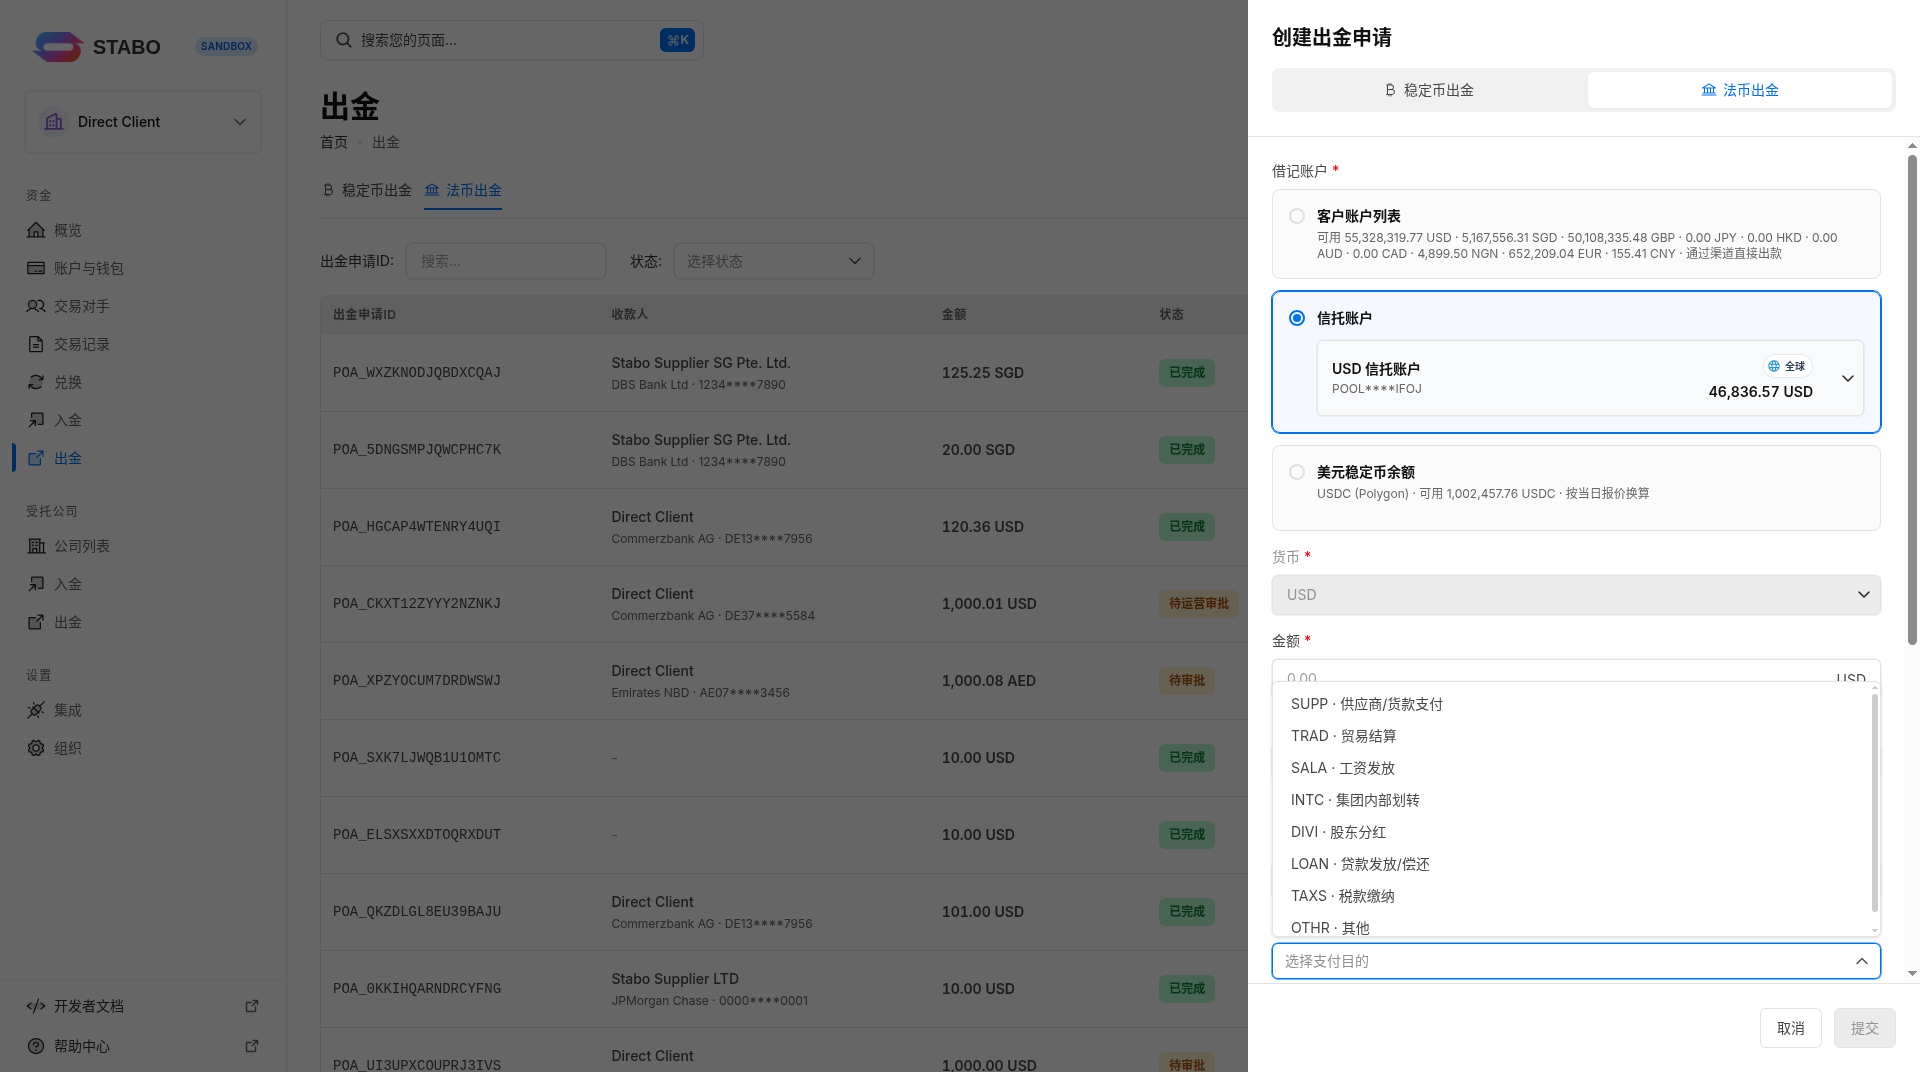 STABO SANDBOX
Direct Client
资金
概览
账户与钱包
交易对手
交易记录
兑换
入金
出金
受托公司
公司列表
入金
出金
设置
集成
组织
开发者文档
帮助中心
搜索您的页面... ⌘K
出金
首页 • 出金
稳定币出金 法币出金
出金申请ID: 搜索... 状态: 选择状态
出金申请ID 收款人 金额 状态
POA_WXZKNODJQBDXCQAJ Stabo Supplier SG Pte. Ltd. 125.25 SGD 已完成
DBS Bank Ltd · 1234****7890
POA_5DNGSMPJQWCPHC7K Stabo Supplier SG Pte. Ltd. 20.00 SGD 已完成
DBS Bank Ltd · 1234****7890
POA_HGCAP4WTENRY4UQI Direct Client 120.36 USD 已完成
Commerzbank AG · DE13****7956
POA_CKXT12ZYYY2NZNKJ Direct Client 1,000.01 USD 待运营审批
Commerzbank AG · DE37****5584
POA_XPZYOCUM7DRDWSWJ Direct Client 1,000.08 AED 待审批
Emirates NBD · AE07****3456
POA_SXK7LJWQB1U1OMTC - 10.00 USD 已完成
POA_ELSXSXXDTOQRXDUT - 10.00 USD 已完成
POA_QKZDLGL8EU39BAJU Direct Client 101.00 USD 已完成
Commerzbank AG · DE13****7956
POA_0KKIHQARNDRCYFNG Stabo Supplier LTD 10.00 USD 已完成
JPMorgan Chase · 0000****0001
POA_UI3UPXCOUPRJ3IVS Direct Client 1,000.00 USD 待审批
创建出金申请
稳定币出金 法币出金
借记账户 *
客户账户列表
可用 55,328,319.77 USD · 5,167,556.31 SGD · 50,108,335.48 GBP · 0.00 JPY · 0.00 HKD · 0.00
AUD · 0.00 CAD · 4,899.50 NGN · 652,209.04 EUR · 155.41 CNY · 通过渠道直接出款
信托账户
USD 信托账户 全球
POOL****IFOJ 46,836.57 USD
美元稳定币余额
USDC (Polygon) · 可用 1,002,457.76 USDC · 按当日报价换算
货币 *
USD
金额 *
0.00 USD
SUPP · 供应商/货款支付
TRAD · 贸易结算
SALA · 工资发放
INTC · 集团内部划转
DIVI · 股东分红
LOAN · 贷款发放/偿还
TAXS · 税款缴纳
OTHR · 其他
选择支付目的
取消 提交